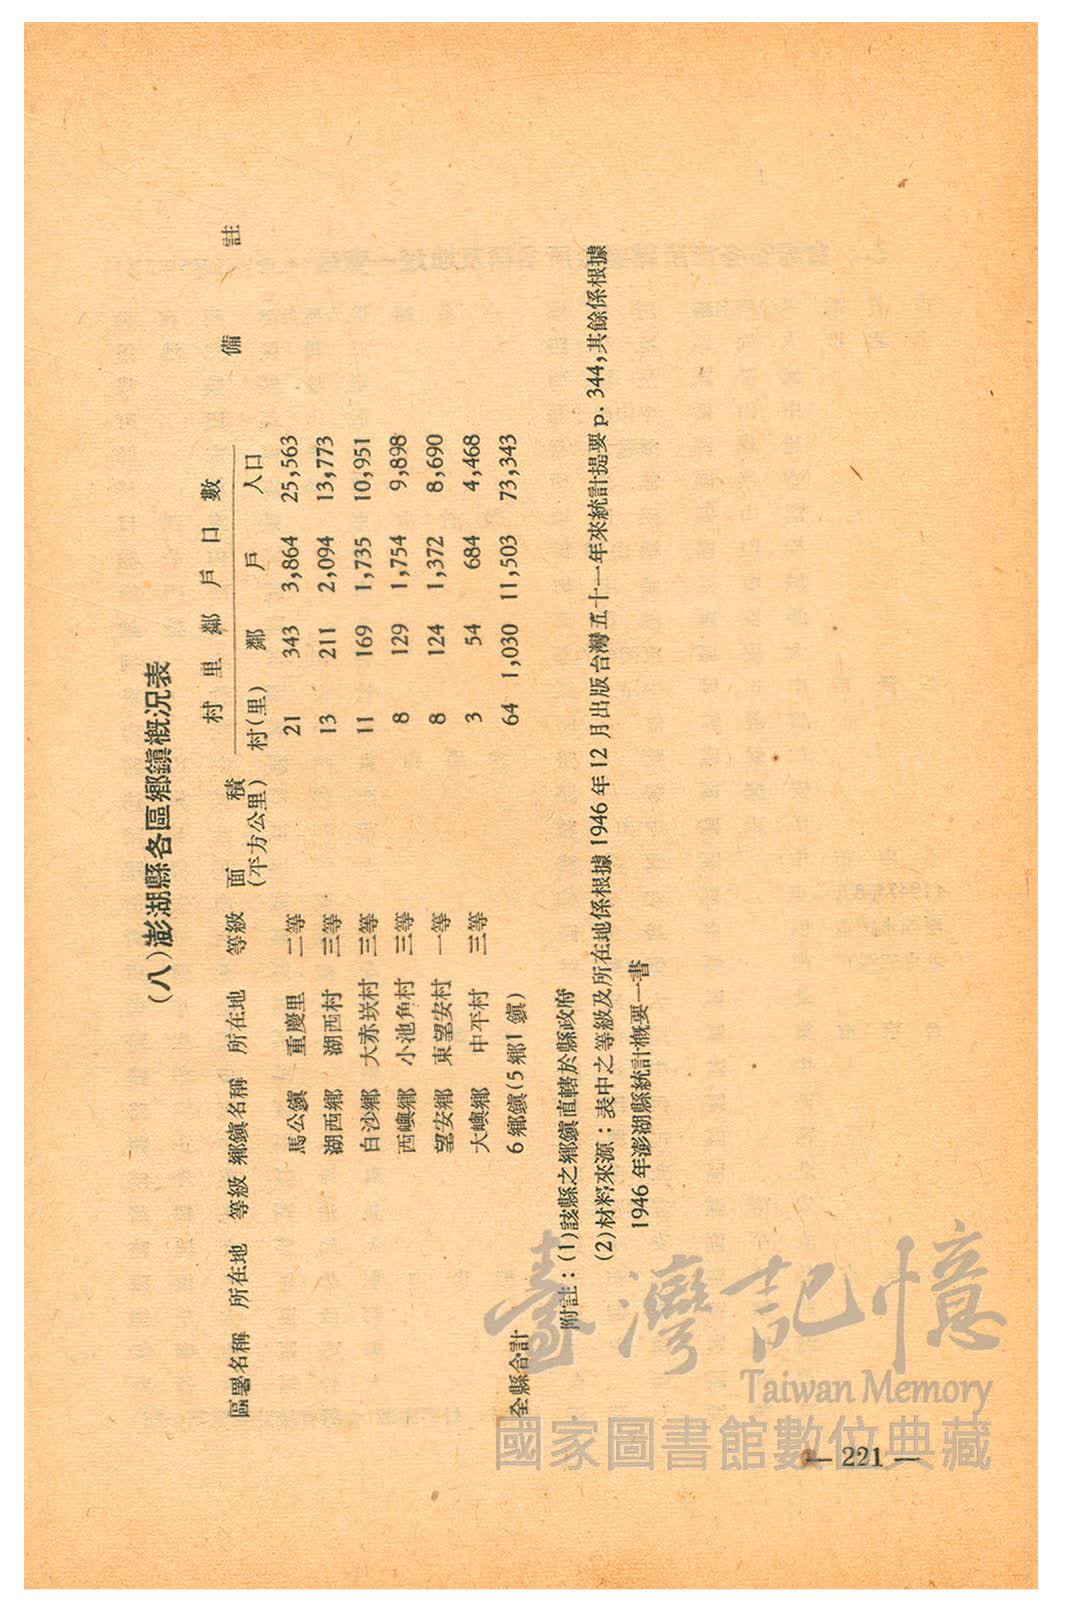 (八)澎湖縣各區鄉鎮概況表
村 里 鄰 戶 口 數
區署名稱 所在地 等級 鄉鎮名稱 所在地 等級 面積 備註
(平方公里) 村(里) 鄰 戶 人口
馬公鎮 重慶里 二等 21 343 3,864 25,563
湖西鄉 湖西村 三等 13 211 2,094 13,773
白沙鄉 大赤崁村 三等 11 169 1,735 10,951
西嶼鄉 小池角村 三等 8 129 1,754 9,898
望安鄉 東望安村 一等 8 124 1,372 8,690
大嶼鄉 中平村 三等 3 54 684 4,468
全縣合計 6鄉鎮(5鄉1鎮) 64 1,030 11,503 73,343
附註:(1)該縣之鄉鎮直轄於縣政府
(2)材料來源:表中之等級及所在地係根據1946年12月出版台灣五十一年來統計提要p. 344,其餘係根據
1946年澎湖縣統計概要一書
— 221 —
臺灣記憶
Taiwan Memory
國家圖書館數位典藏